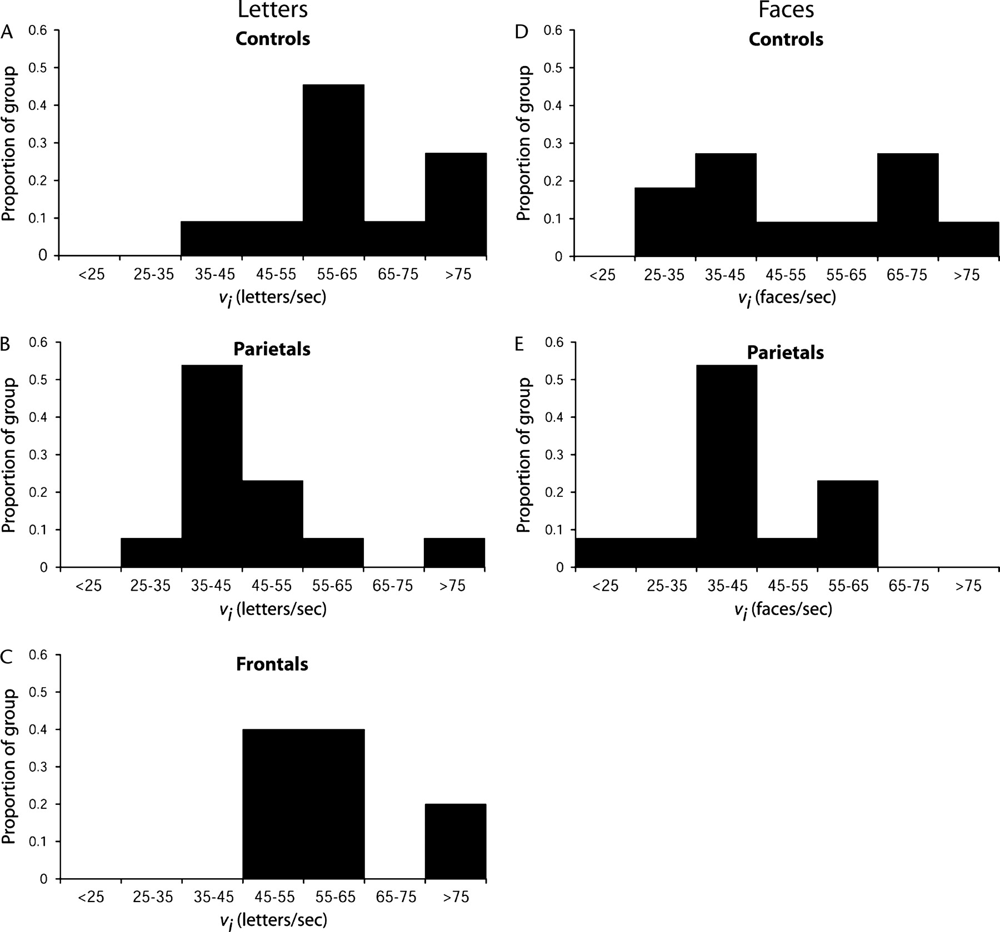 Letters
A
Controls
0.6
0.5
0.4
0.3
0.2
0.1
0
Proportion of group
<25 25-35 35-45 45-55 55-65 65-75 >75
vi (letters/sec)
B
Parietals
0.6
0.5
0.4
0.3
0.2
0.1
0
Proportion of group
<25 25-35 35-45 45-55 55-65 65-75 >75
vi (letters/sec)
C
Frontals
0.6
0.5
0.4
0.3
0.2
0.1
0
Proportion of group
<25 25-35 35-45 45-55 55-65 65-75 >75
vi (letters/sec)
Faces
D
Controls
0.6
0.5
0.4
0.3
0.2
0.1
0
Proportion of group
<25 25-35 35-45 45-55 55-65 65-75 >75
vi (faces/sec)
E
Parietals
0.6
0.5
0.4
0.3
0.2
0.1
0
Proportion of group
<25 25-35 35-45 45-55 55-65 65-75 >75
vi (faces/sec)